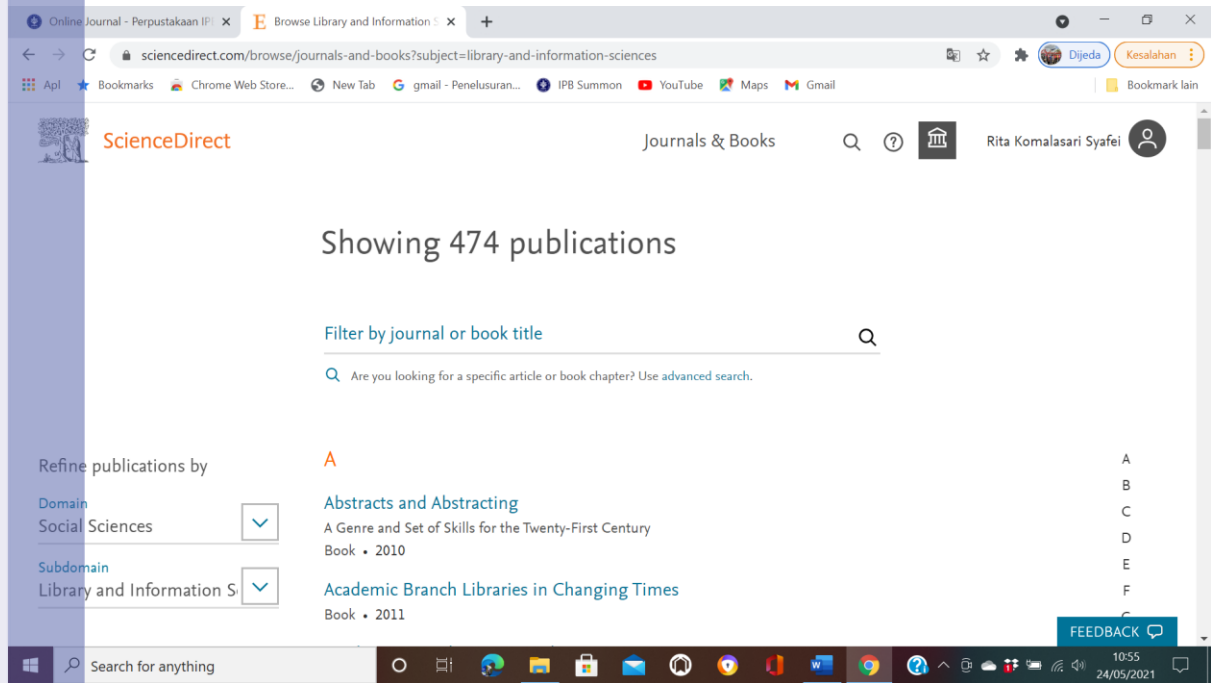 Online Journal - Perpustakaan IPB
Browse Library and Information S
sciencedirect.com/browse/journals-and-books?subject=library-and-information-sciences
Dijeda
Kesalahan
Apl
Bookmarks
Chrome Web Store...
New Tab
gmail - Penelusuran...
IPB Summon
YouTube
Maps
Gmail
Bookmark lain
ScienceDirect
Journals & Books
Rita Komalasari Syafei
Showing 474 publications
Filter by journal or book title
Are you looking for a specific article or book chapter? Use advanced search.
Refine publications by
Domain
Social Sciences
Subdomain
Library and Information S
A
Abstracts and Abstracting
A Genre and Set of Skills for the Twenty-First Century
Book • 2010
Academic Branch Libraries in Changing Times
Book • 2011
A
B
C
D
E
F
FEEDBACK
Search for anything
10:55
24/05/2021